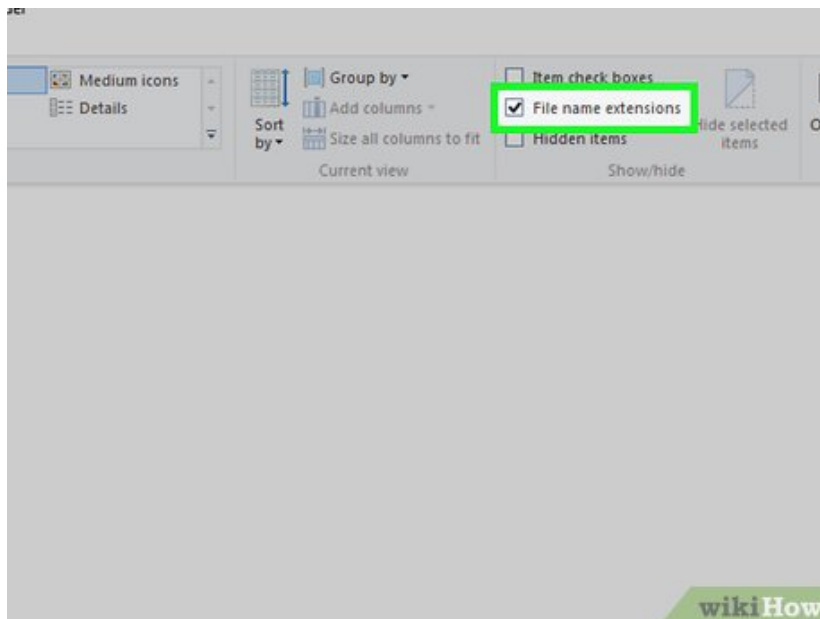 Medium icons
Details
Sort
by
Group by
Add columns
Size all columns to fit
Current view
Item check boxes
File name extensions
Hidden items
Hide selected
items
Show/hide
wikiHow